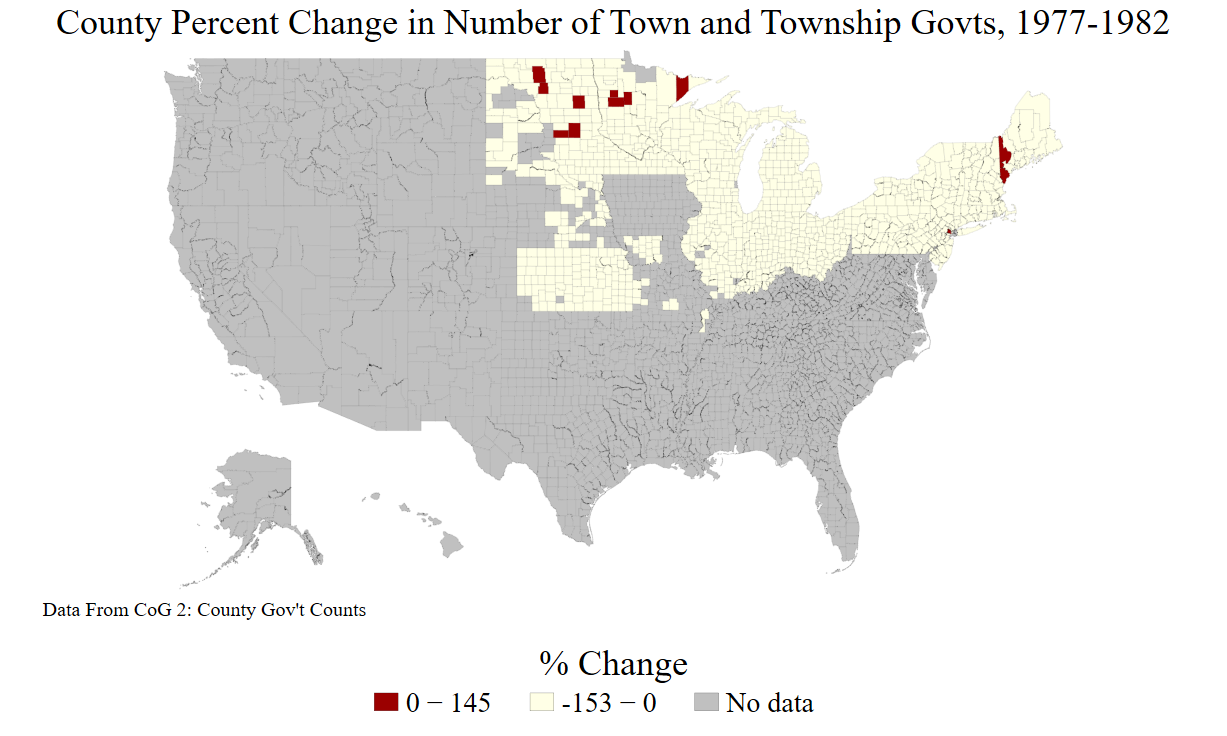 County Percent Change in Number of Town and Township Govts, 1977-1982
Data From CoG 2: County Gov't Counts
% Change
0 − 145
-153 − 0
No data